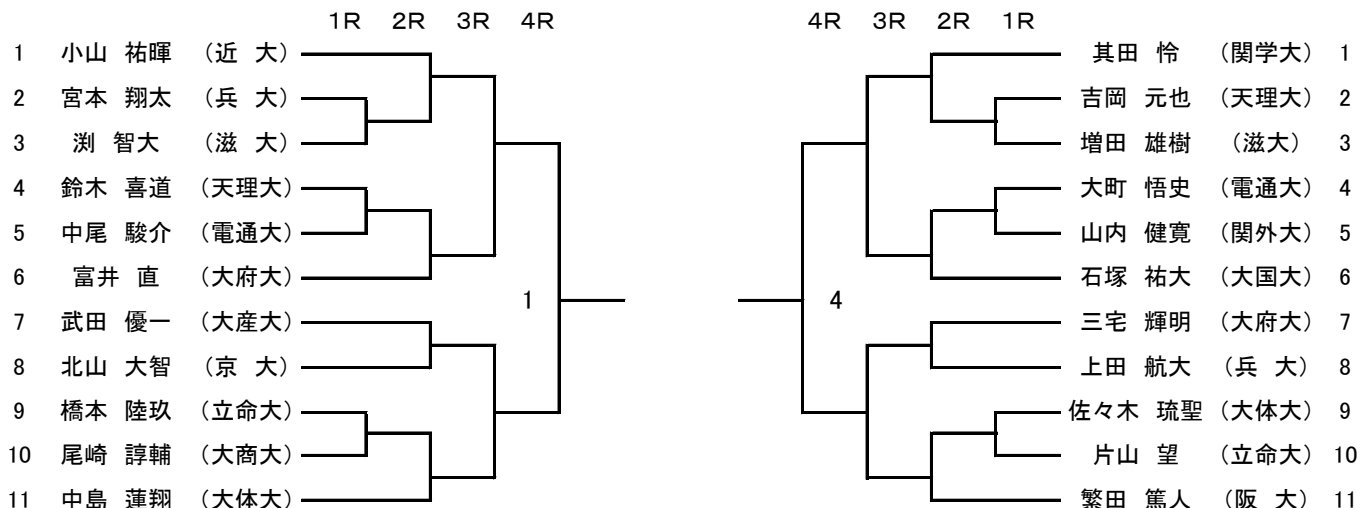 1R 2R 3R 4R
1 小山 祐暉 (近 大)
2 宮本 翔太 (兵 大)
3 渕 智大 (滋 大)
4 鈴木 喜道 (天理大)
5 中尾 駿介 (電通大)
6 富井 直 (大府大)
1
7 武田 優一 (大産大)
8 北山 大智 (京 大)
9 橋本 陸玖 (立命大)
10 尾崎 諄輔 (大商大)
11 中島 蓮翔 (大体大)
4R 3R 2R 1R
其田 怜 (関学大) 1
吉岡 元也 (天理大) 2
増田 雄樹 (滋大) 3
大町 悟史 (電通大) 4
山内 健寛 (関外大) 5
石塚 祐大 (大国大) 6
4
三宅 輝明 (大府大) 7
上田 航大 (兵 大) 8
佐々木 琉聖 (大体大) 9
片山 望 (立命大) 10
繁田 篤人 (阪 大) 11